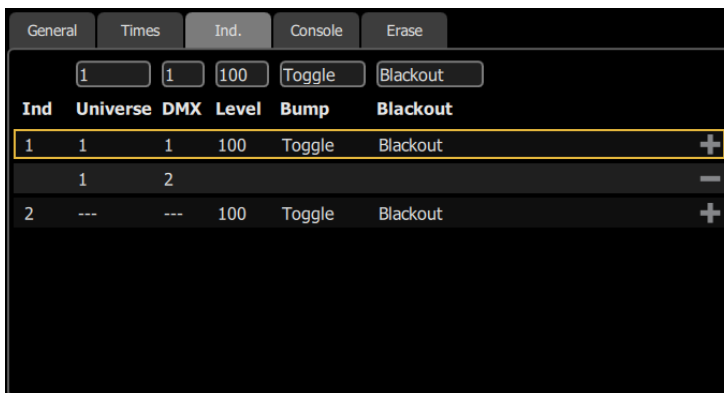 General Times Ind. Console Erase
1 1 100 Toggle Blackout
Ind Universe DMX Level Bump Blackout
1 1 1 100 Toggle Blackout
1 2
2 --- --- 100 Toggle Blackout